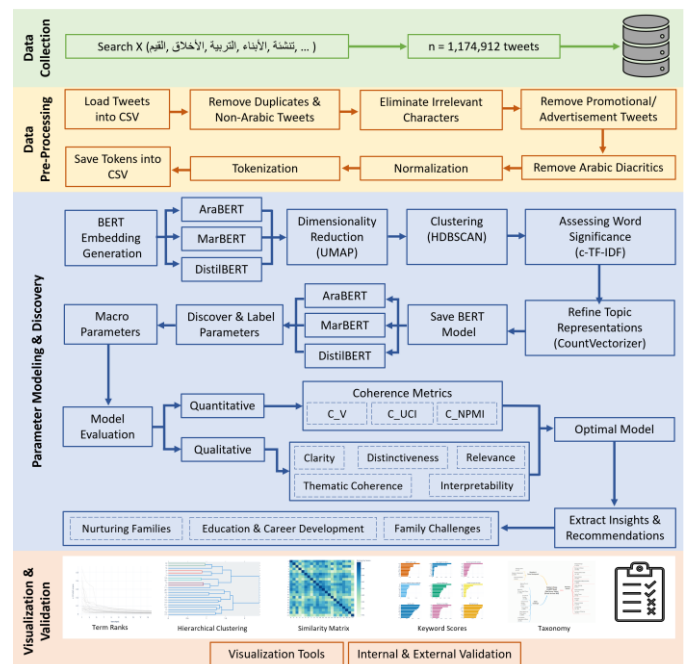 Data
Collection
Search X (القيم, الأخلاق, التربية, الأبناء, تنشئة, ... )
n = 1,174,912 tweets
Data
Pre-Processing
Load Tweets
into CSV
Remove Duplicates &
Non-Arabic Tweets
Eliminate Irrelevant
Characters
Remove Promotional/
Advertisement Tweets
Save Tokens into
CSV
Tokenization
Normalization
Remove Arabic Diacritics
Parameter Modeling & Discovery
BERT
Embedding
Generation
AraBERT
MarBERT
DistilBERT
Dimensionality
Reduction
(UMAP)
Clustering
(HDBSCAN)
Assessing Word
Significance
(c-TF-IDF)
Macro
Parameters
Discover & Label
Parameters
AraBERT
MarBERT
DistilBERT
Save BERT
Model
Refine Topic
Representations
(CountVectorizer)
Model
Evaluation
Quantitative
Qualitative
Coherence Metrics
C_V
C_UCI
C_NPMI
Clarity
Distinctiveness
Relevance
Thematic Coherence
Interpretability
Optimal Model
Nurturing Families
Education & Career Development
Family Challenges
Extract Insights &
Recommendations
Visualization &
Validation
Term Ranks
Hierarchical Clustering
Similarity Matrix
Keyword Scores
Taxonomy
Visualization Tools
Internal & External Validation